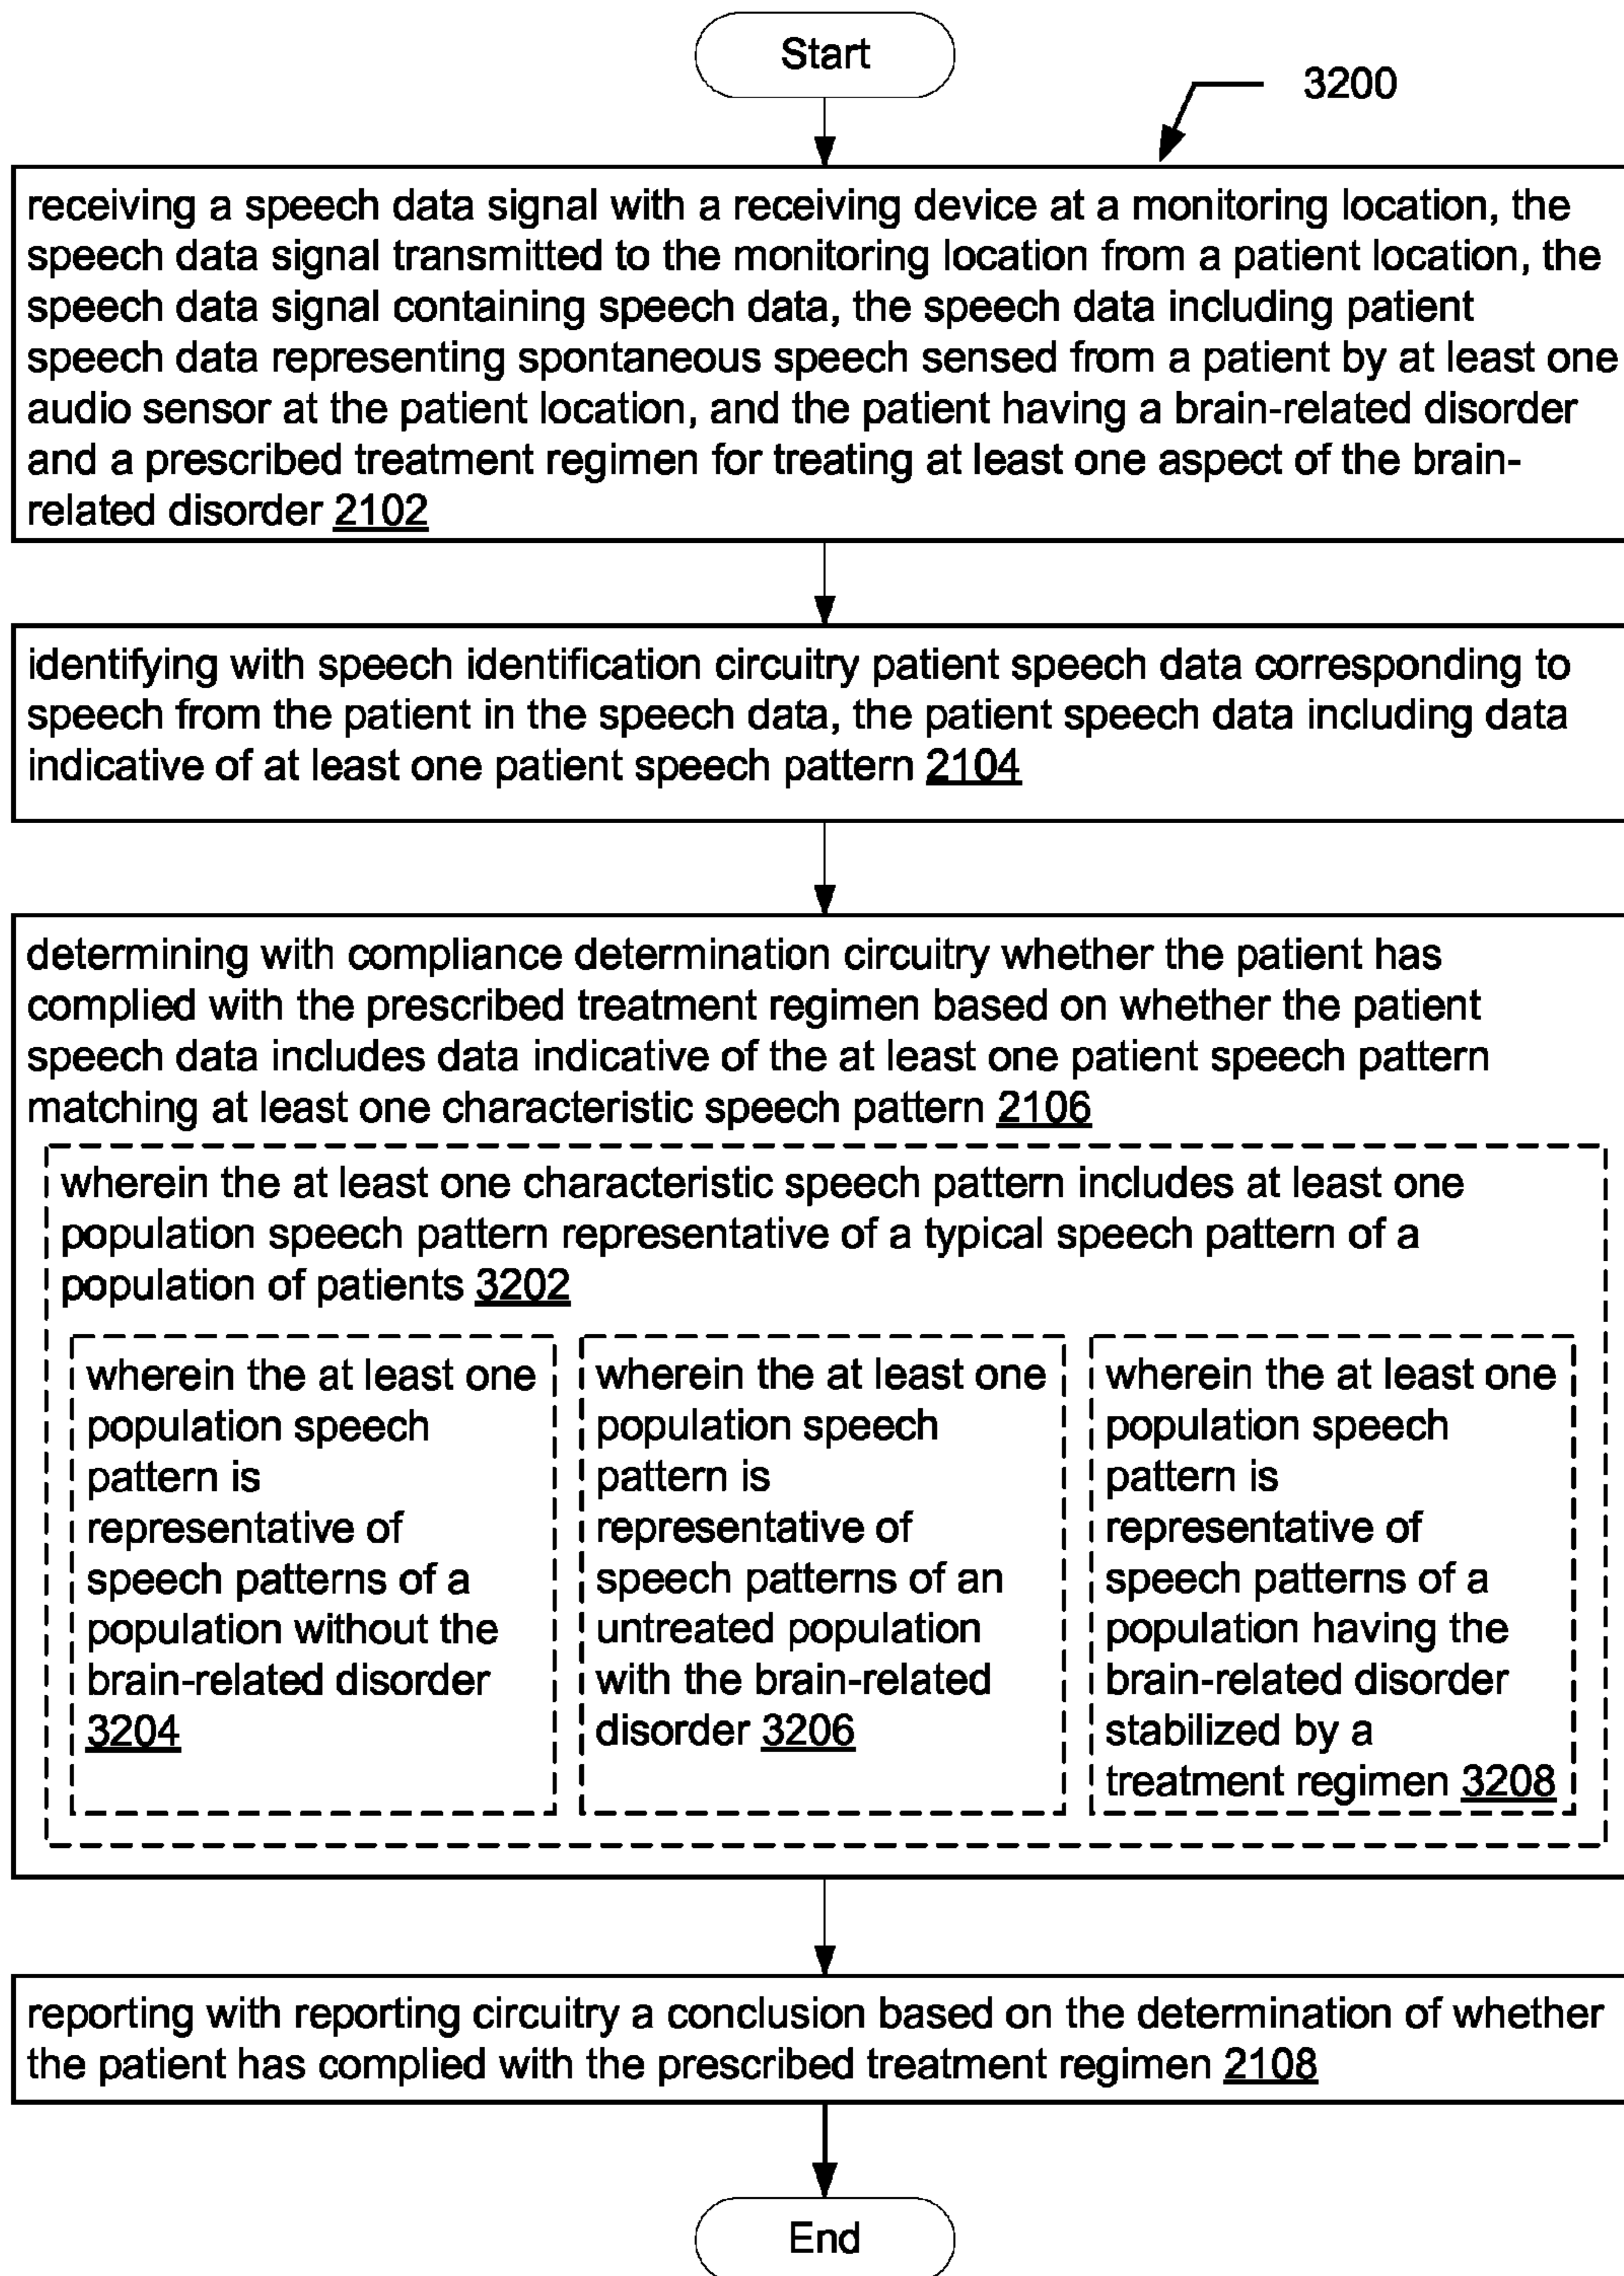 Start
3200
receiving a speech data signal with a receiving device at a monitoring location, the
speech data signal transmitted to the monitoring location from a patient location, the
speech data signal containing speech data, the speech data including patient
speech data representing spontaneous speech sensed from a patient by at least one
audio sensor at the patient location, and the patient having a brain-related disorder
and a prescribed treatment regimen for treating at least one aspect of the brain-
related disorder 2102
identifying with speech identification circuitry patient speech data corresponding to
speech from the patient in the speech data, the patient speech data including data
indicative of at least one patient speech pattern 2104
determining with compliance determination circuitry whether the patient has
complied with the prescribed treatment regimen based on whether the patient
speech data includes data indicative of the at least one patient speech pattern
matching at least one characteristic speech pattern 2106
wherein the at least one characteristic speech pattern includes at least one
population speech pattern representative of a typical speech pattern of a
population of patients 3202
wherein the at least one
population speech
pattern is
representative of
speech patterns of a
population without the
brain-related disorder
3204
wherein the at least one
population speech
pattern is
representative of
speech patterns of an
untreated population
with the brain-related
disorder 3206
wherein the at least one
population speech
pattern is
representative of
speech patterns of a
population having the
brain-related disorder
stabilized by a
treatment regimen 3208
reporting with reporting circuitry a conclusion based on the determination of whether
the patient has complied with the prescribed treatment regimen 2108
End